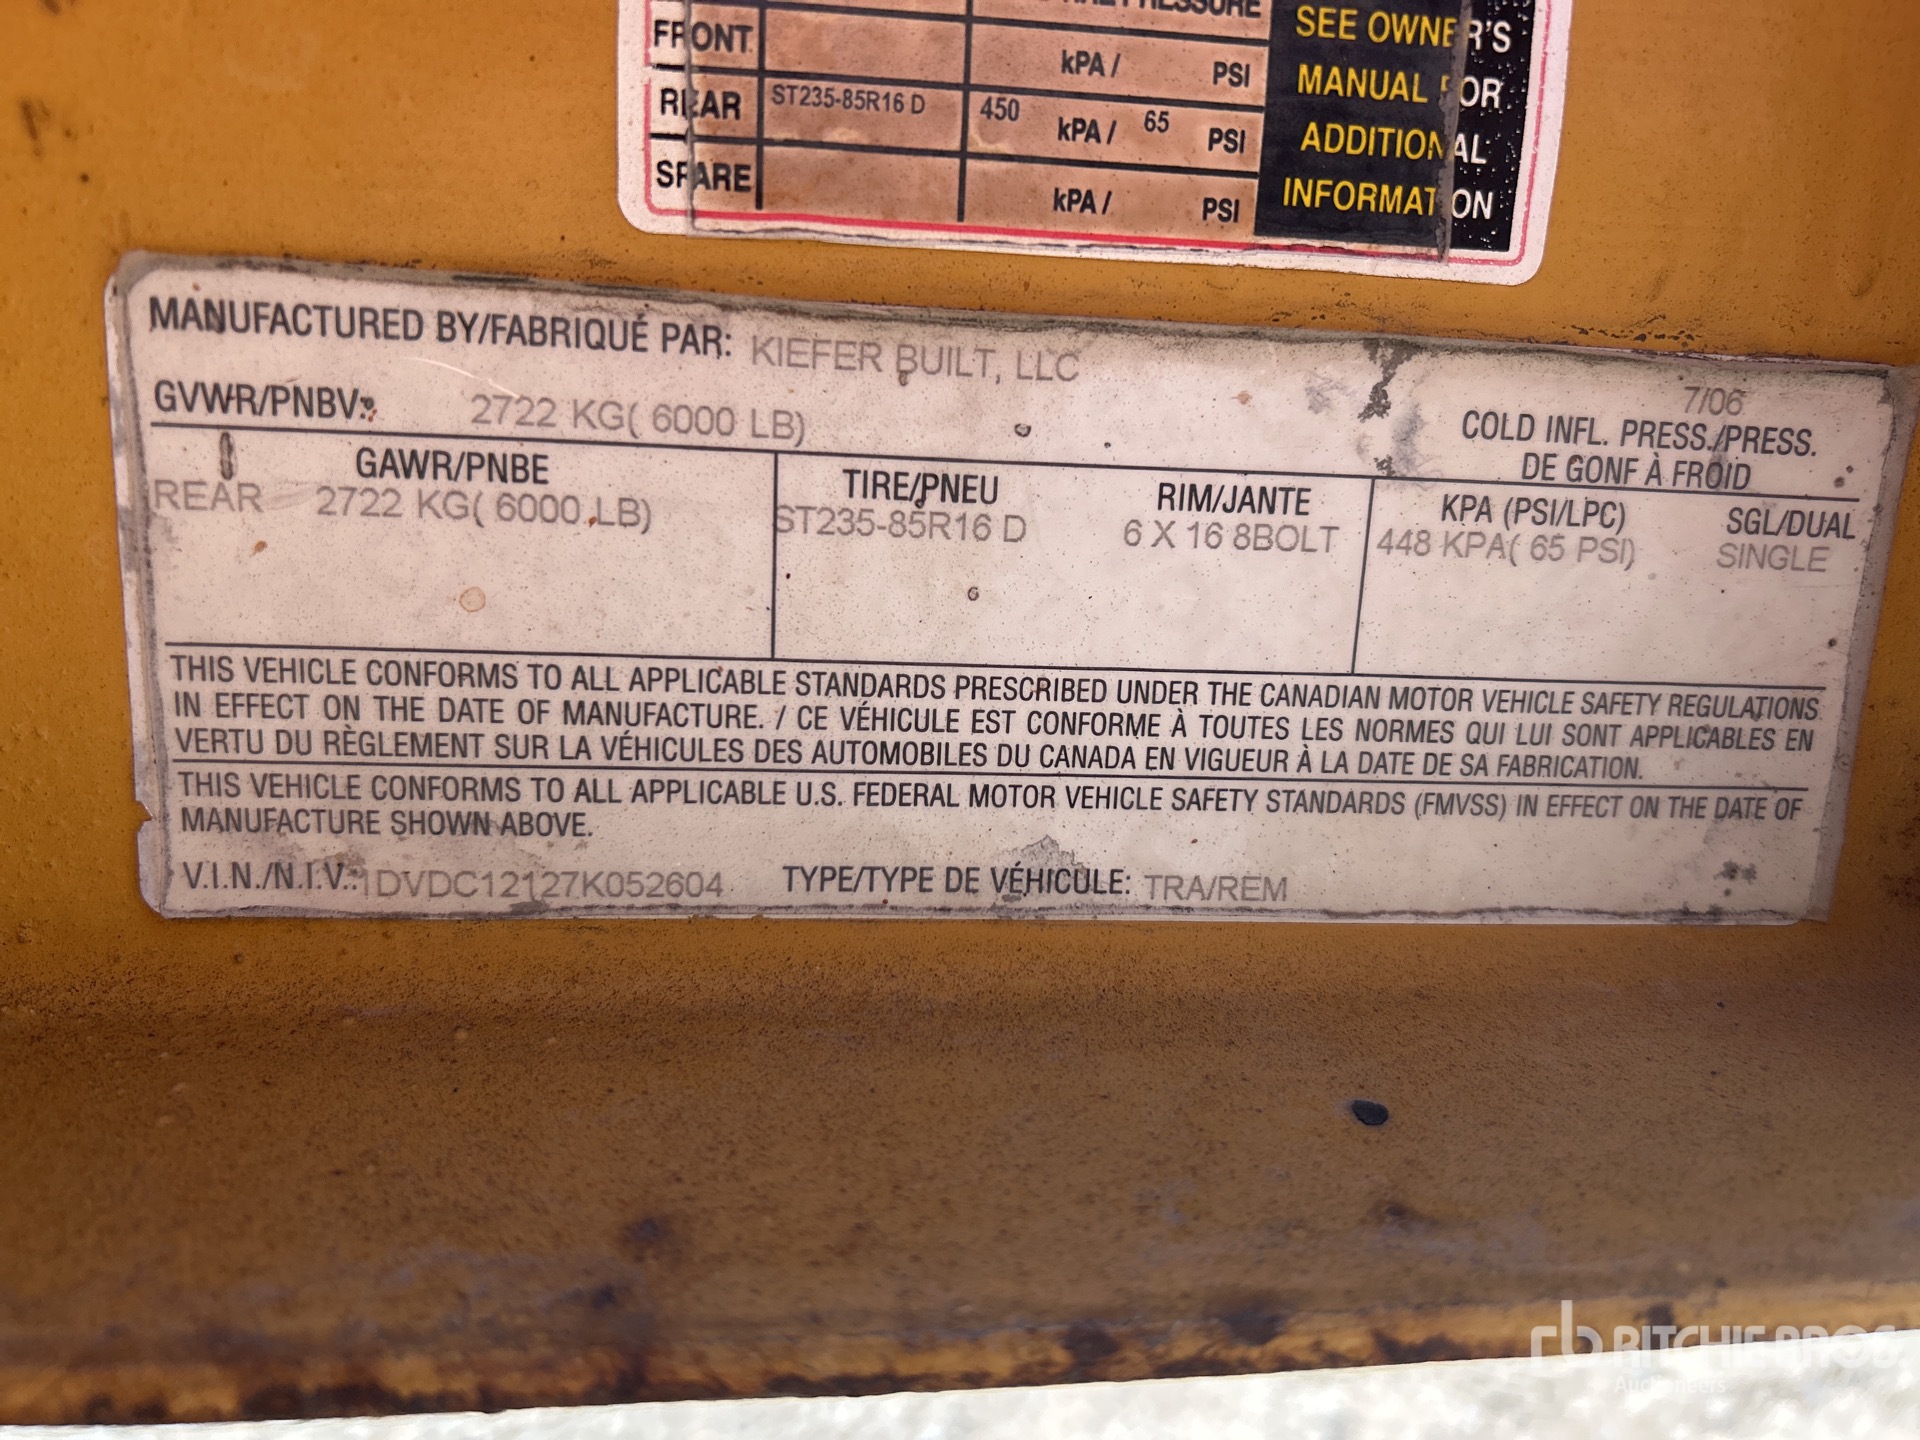 PRESSURE
FRONT kPA / PSI
REAR ST235-85R16 D 450 kPA / 65 PSI
SPARE kPA / PSI
SEE OWNER'S
MANUAL FOR
ADDITIONAL
INFORMATION
MANUFACTURED BY/FABRIQUÉ PAR: KIEFER BUILT, LLC
7/06
GVWR/PNBV: 2722 KG( 6000 LB)
COLD INFL. PRESS./PRESS.
DE GONF À FROID
GAWR/PNBE TIRE/PNEU RIM/JANTE KPA (PSI/LPC) SGL/DUAL
REAR 2722 KG( 6000 LB) ST235-85R16 D 6 X 16 8BOLT 448 KPA( 65 PSI) SINGLE
THIS VEHICLE CONFORMS TO ALL APPLICABLE STANDARDS PRESCRIBED UNDER THE CANADIAN MOTOR VEHICLE SAFETY REGULATIONS
IN EFFECT ON THE DATE OF MANUFACTURE. / CE VÉHICULE EST CONFORME À TOUTES LES NORMES QUI LUI SONT APPLICABLES EN
VERTU DU RÈGLEMENT SUR LA VÉHICULES DES AUTOMOBILES DU CANADA EN VIGUEUR À LA DATE DE SA FABRICATION.
THIS VEHICLE CONFORMS TO ALL APPLICABLE U.S. FEDERAL MOTOR VEHICLE SAFETY STANDARDS (FMVSS) IN EFFECT ON THE DATE OF
MANUFACTURE SHOWN ABOVE.
V.I.N./N.I.V.: 1DVDC12127K052604 TYPE/TYPE DE VÉHICULE: TRA/REM
rb RITCHIE BROS.
Auctioneers